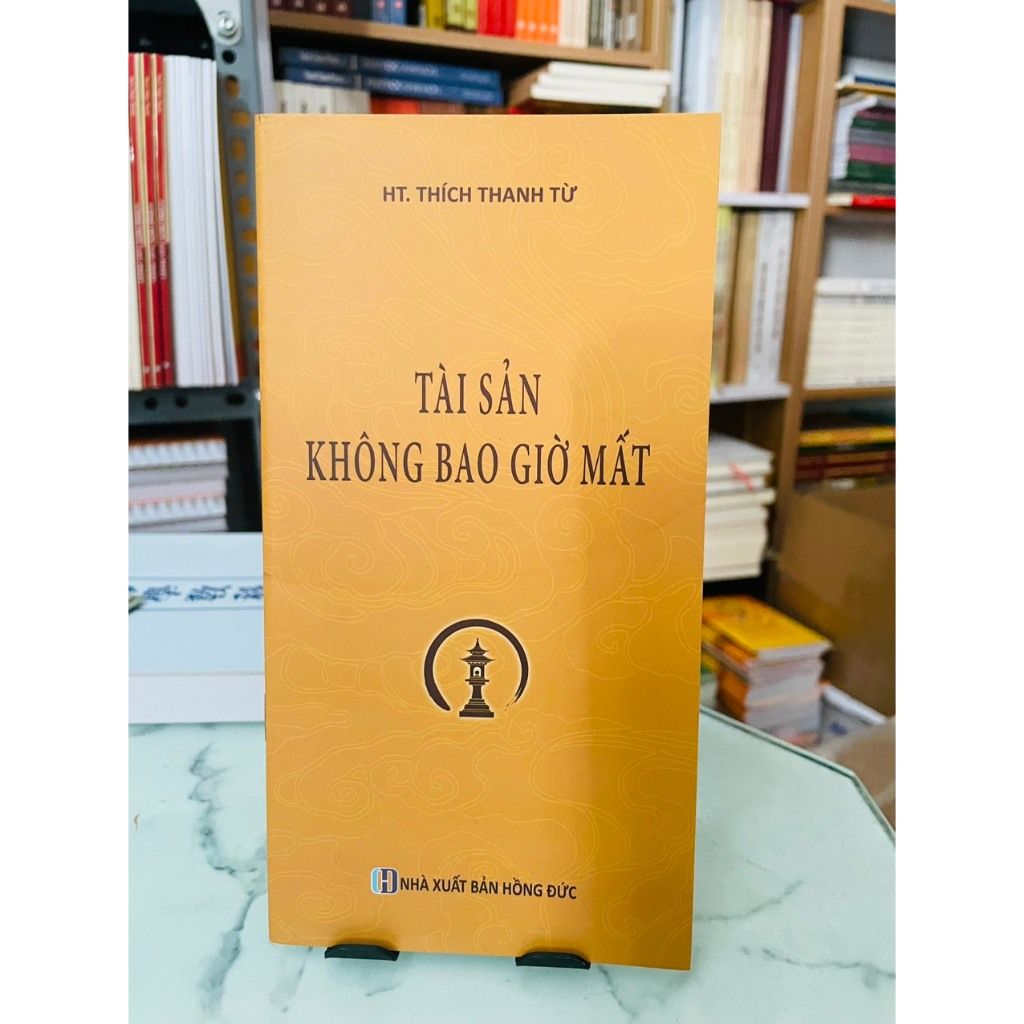 HT. THÍCH THANH TỪ
TÀI SẢN
KHÔNG BAO GIỜ MẤT
NHÀ XUẤT BẢN HỒNG ĐỨC